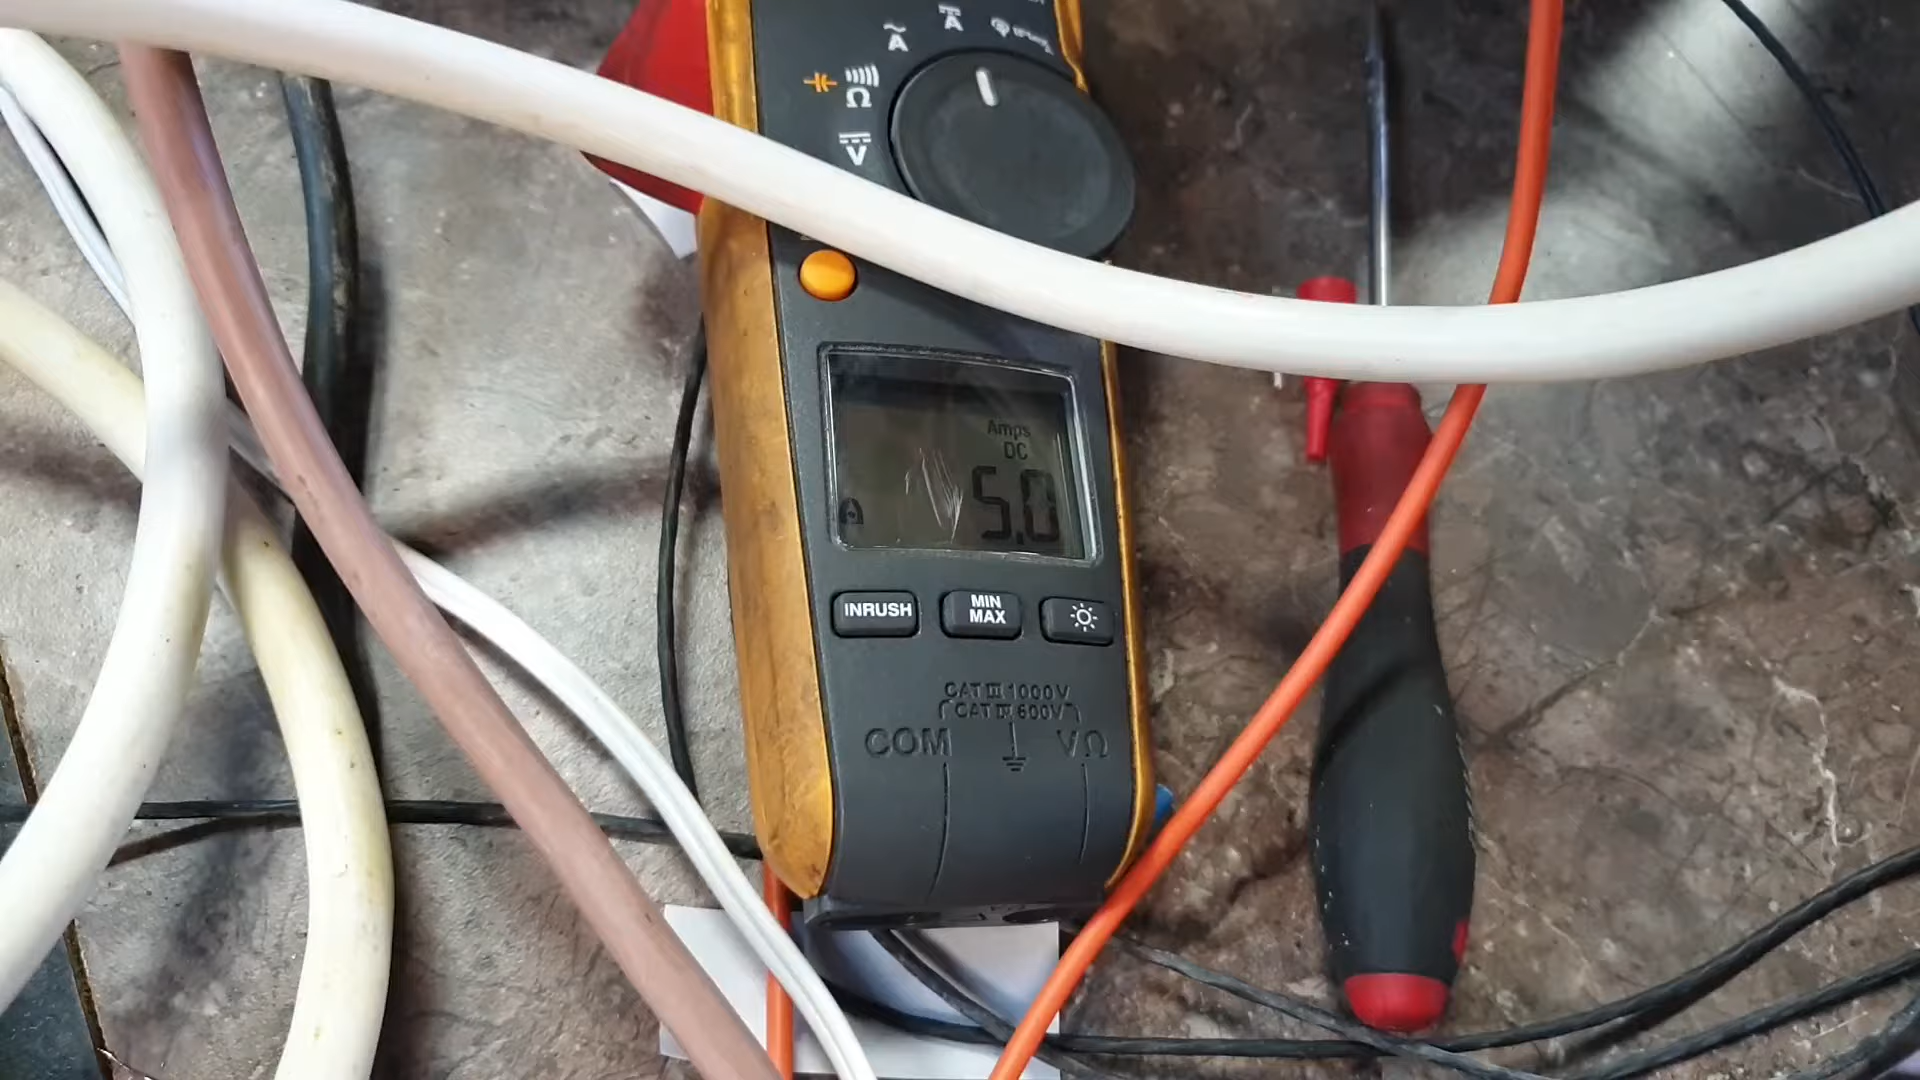 A
A
Ω
V
Amps
DC
5.0
INRUSH
MIN
MAX
CAT III 1000V
CAT IV 600V
COM
VΩ